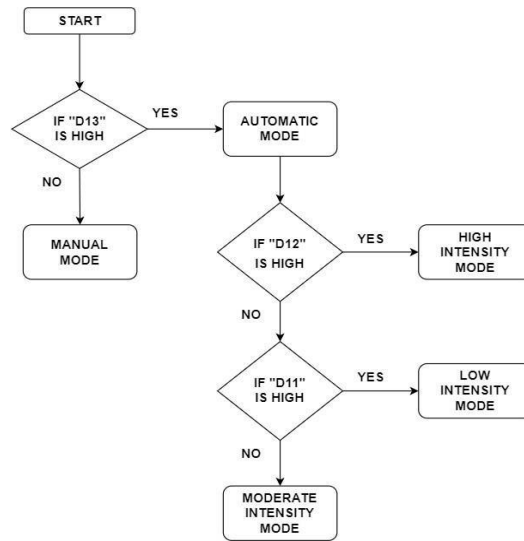 START
IF "D13"
IS HIGH
YES
AUTOMATIC
MODE
NO
MANUAL
MODE
IF "D12"
IS HIGH
YES
HIGH
INTENSITY
MODE
NO
IF "D11"
IS HIGH
YES
LOW
INTENSITY
MODE
NO
MODERATE
INTENSITY
MODE